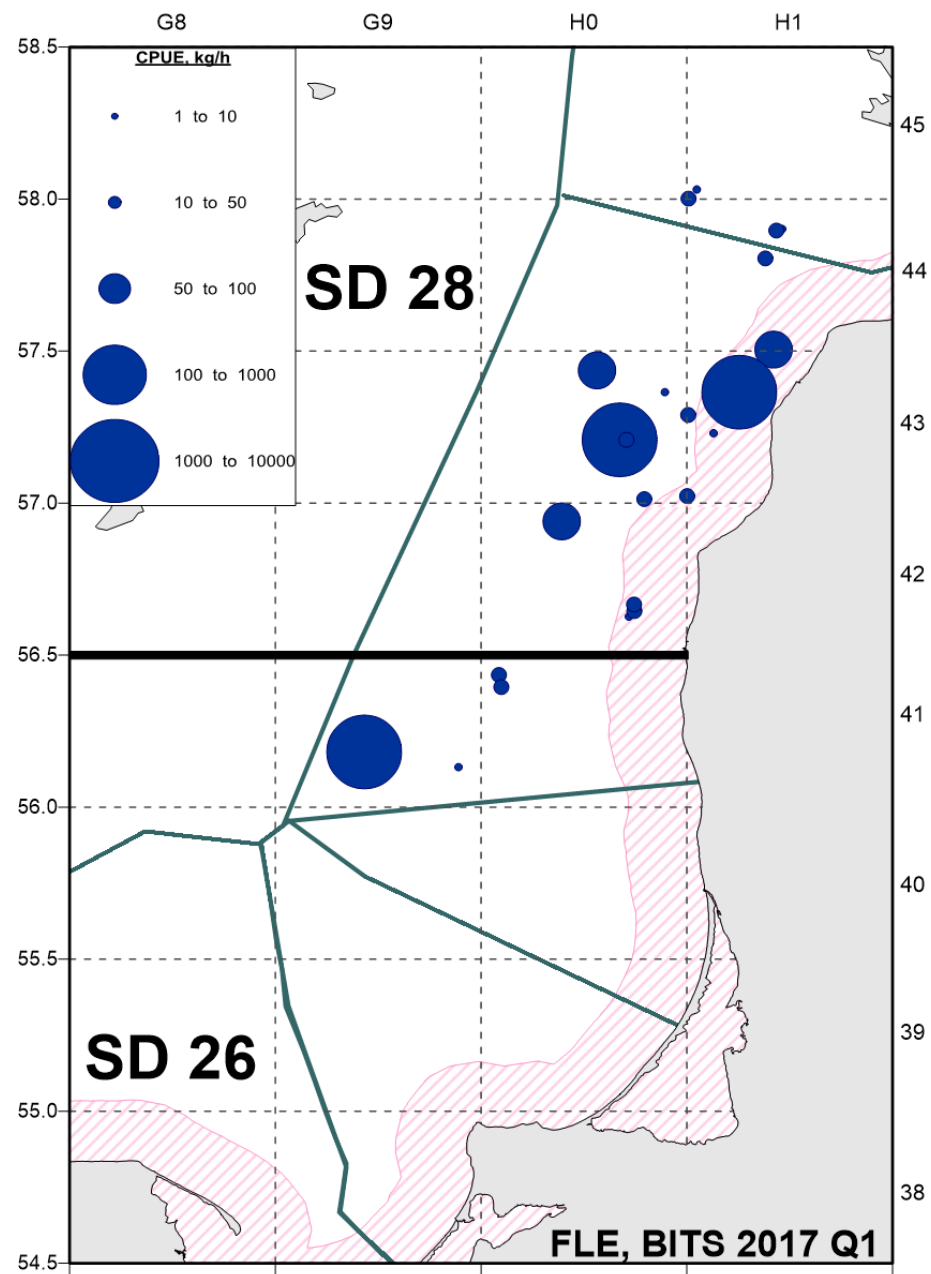 G8 G9 H0 H1
58.5
CPUE, kg/h
1 to 10
45
10 to 50
58.0
44
SD 28
50 to 100
57.5
100 to 1000
43
1000 to 10000
57.0
42
56.5
41
56.0
40
55.5
39
SD 26
55.0
38
FLE, BITS 2017 Q1
54.5